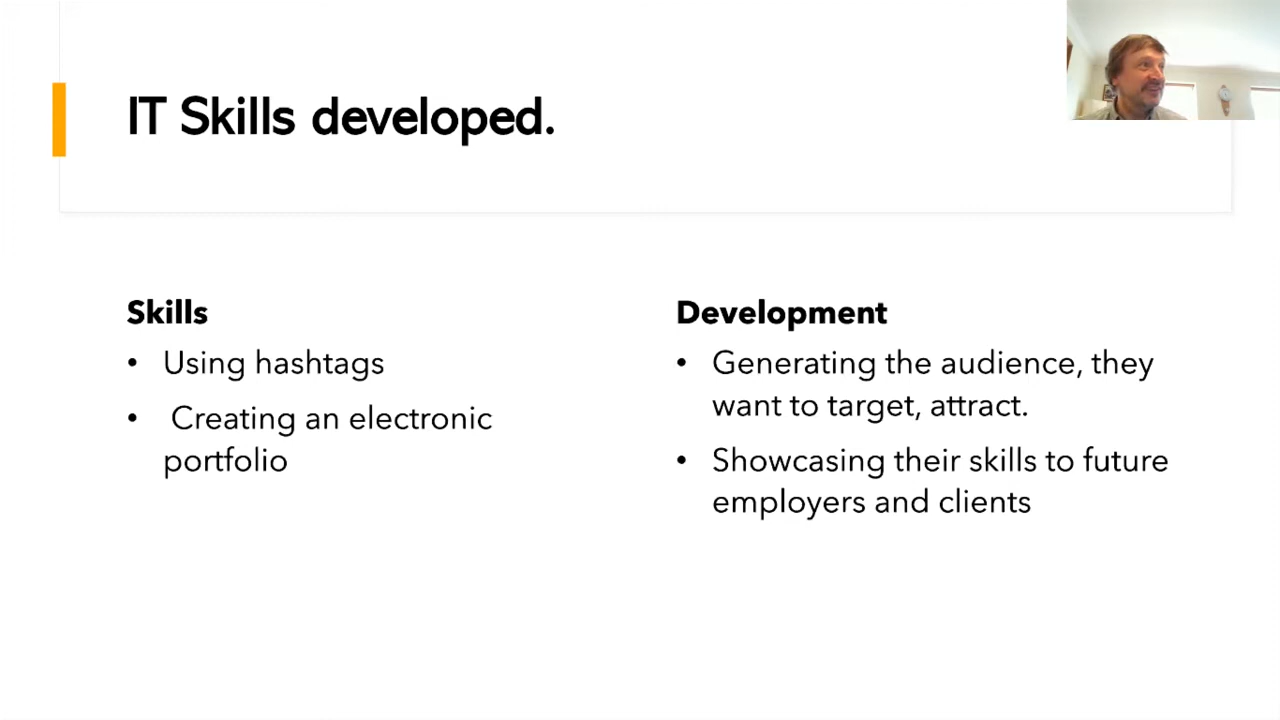 IT Skills developed.
Skills
• Using hashtags
• Creating an electronic
portfolio
Development
• Generating the audience, they
want to target, attract.
• Showcasing their skills to future
employers and clients